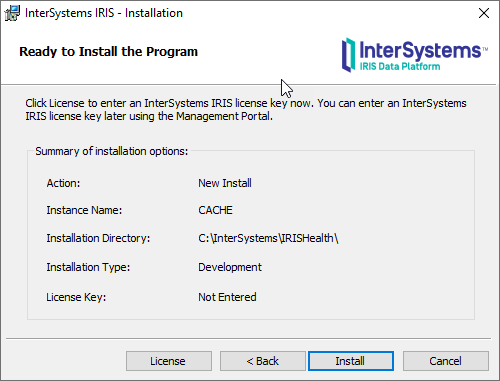 InterSystems IRIS - Installation
Ready to Install the Program
InterSystems™
IRIS Data Platform
Click License to enter an InterSystems IRIS license key now. You can enter an InterSystems
IRIS license key later using the Management Portal.
Summary of installation options:
Action: New Install
Instance Name: CACHE
Installation Directory: C:\InterSystems\IRISHealth\
Installation Type: Development
License Key: Not Entered
License < Back Install Cancel